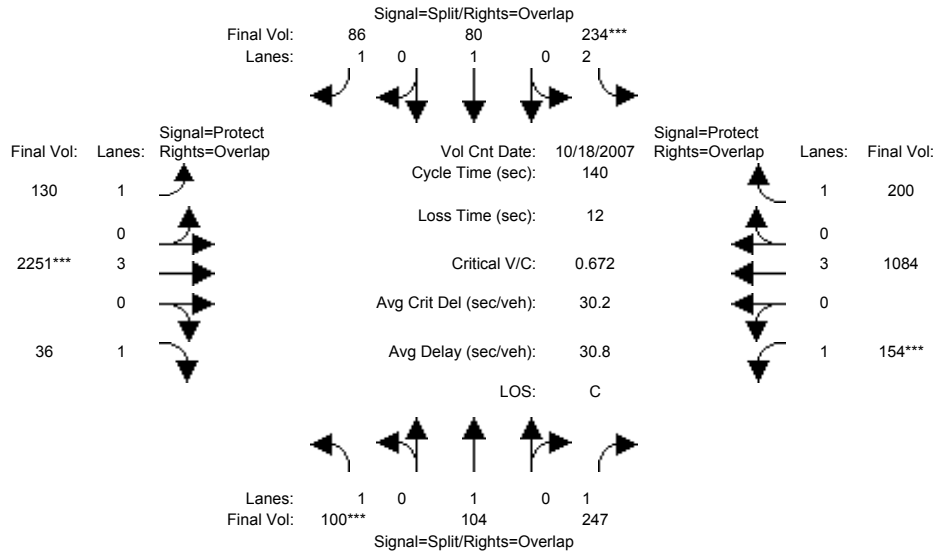 Signal=Split/Rights=Overlap
Final Vol: 86 80 234***
Lanes: 1 0 1 0 2
Signal=Protect
Final Vol: Lanes: Rights=Overlap
Vol Cnt Date: 10/18/2007
Signal=Protect
Rights=Overlap Lanes: Final Vol:
Cycle Time (sec): 140
130 1
1 200
Loss Time (sec): 12
0
0
2251*** 3
Critical V/C: 0.672
3 1084
0
Avg Crit Del (sec/veh): 30.2
0
36 1
Avg Delay (sec/veh): 30.8
1 154***
LOS: C
Lanes: 1 0 1 0 1
Final Vol: 100*** 104 247
Signal=Split/Rights=Overlap